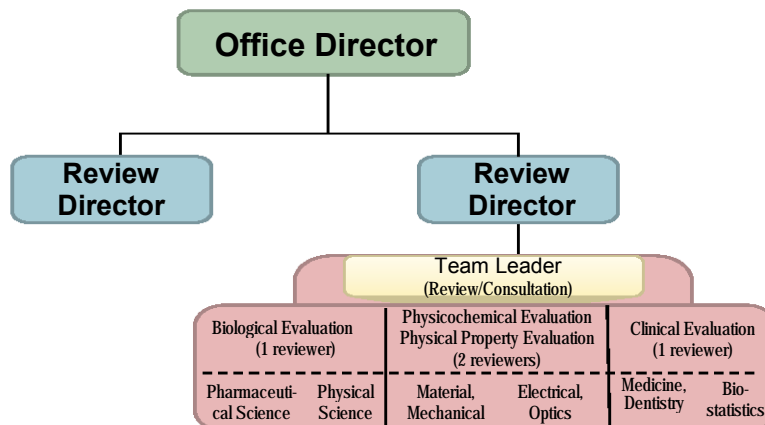 Office Director
Review
Director
Review
Director
Team Leader
(Review/Consultation)
Biological Evaluation
(1 reviewer)
Physicochemical Evaluation
Physical Property Evaluation
(2 reviewers)
Clinical Evaluation
(1 reviewer)
Pharmaceuti-
cal Science
Physical
Science
Material,
Mechanical
Electrical,
Optics
Medicine,
Dentistry
Bio-
statistics